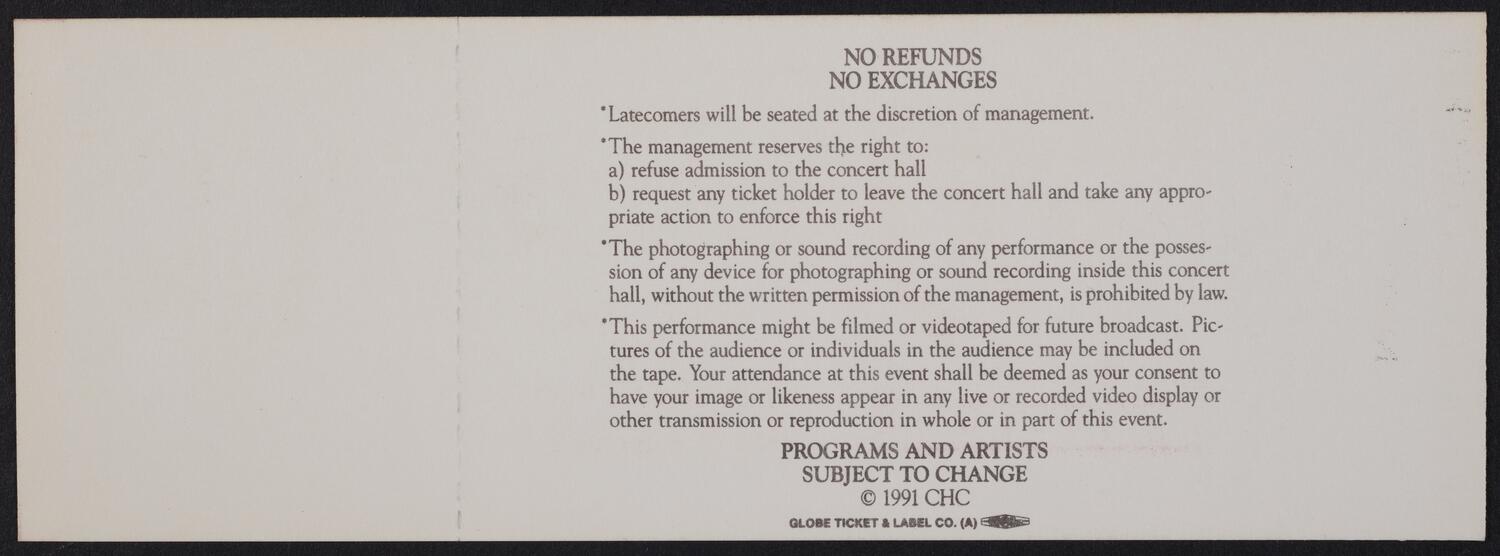 NO REFUNDS
NO EXCHANGES
*Latecomers will be seated at the discretion of management.
*The management reserves the right to:
a) refuse admission to the concert hall
b) request any ticket holder to leave the concert hall and take any appro-
priate action to enforce this right
*The photographing or sound recording of any performance or the posses-
sion of any device for photographing or sound recording inside this concert
hall, without the written permission of the management, is prohibited by law.
*This performance might be filmed or videotaped for future broadcast. Pic-
tures of the audience or individuals in the audience may be included on
the tape. Your attendance at this event shall be deemed as your consent to
have your image or likeness appear in any live or recorded video display or
other transmission or reproduction in whole or in part of this event.
PROGRAMS AND ARTISTS
SUBJECT TO CHANGE
© 1991 CHC
GLOBE TICKET & LABEL CO. (A)